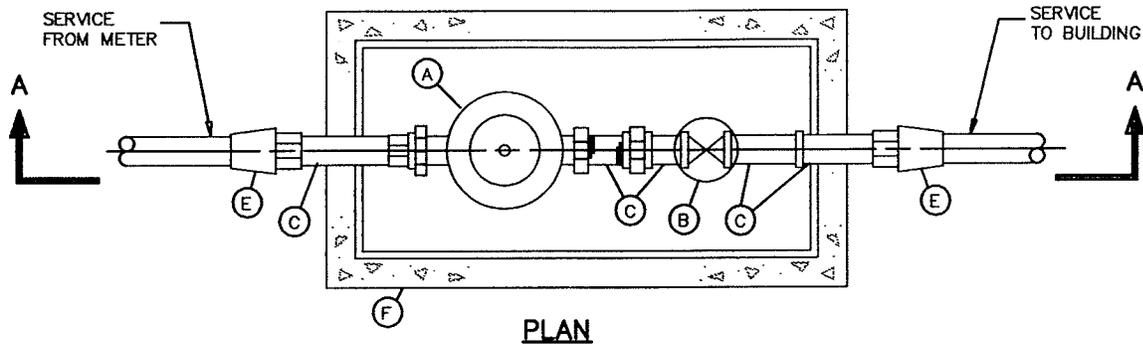 SERVICE
FROM METER
SERVICE
TO BUILDING
A
A
A
E
C
C
B
C
E
F
PLAN